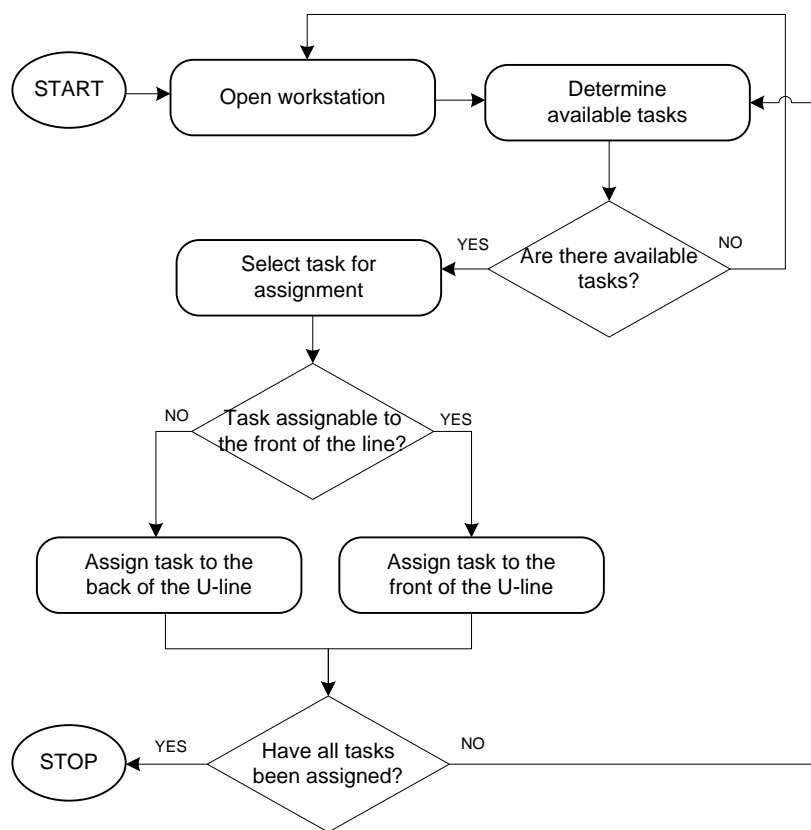 START
Open workstation
Determine
available tasks
YES
Are there available
tasks?
NO
Select task for
assignment
NO
Task assignable to
the front of the line?
YES
Assign task to the
back of the U-line
Assign task to the
front of the U-line
STOP
YES
Have all tasks
been assigned?
NO